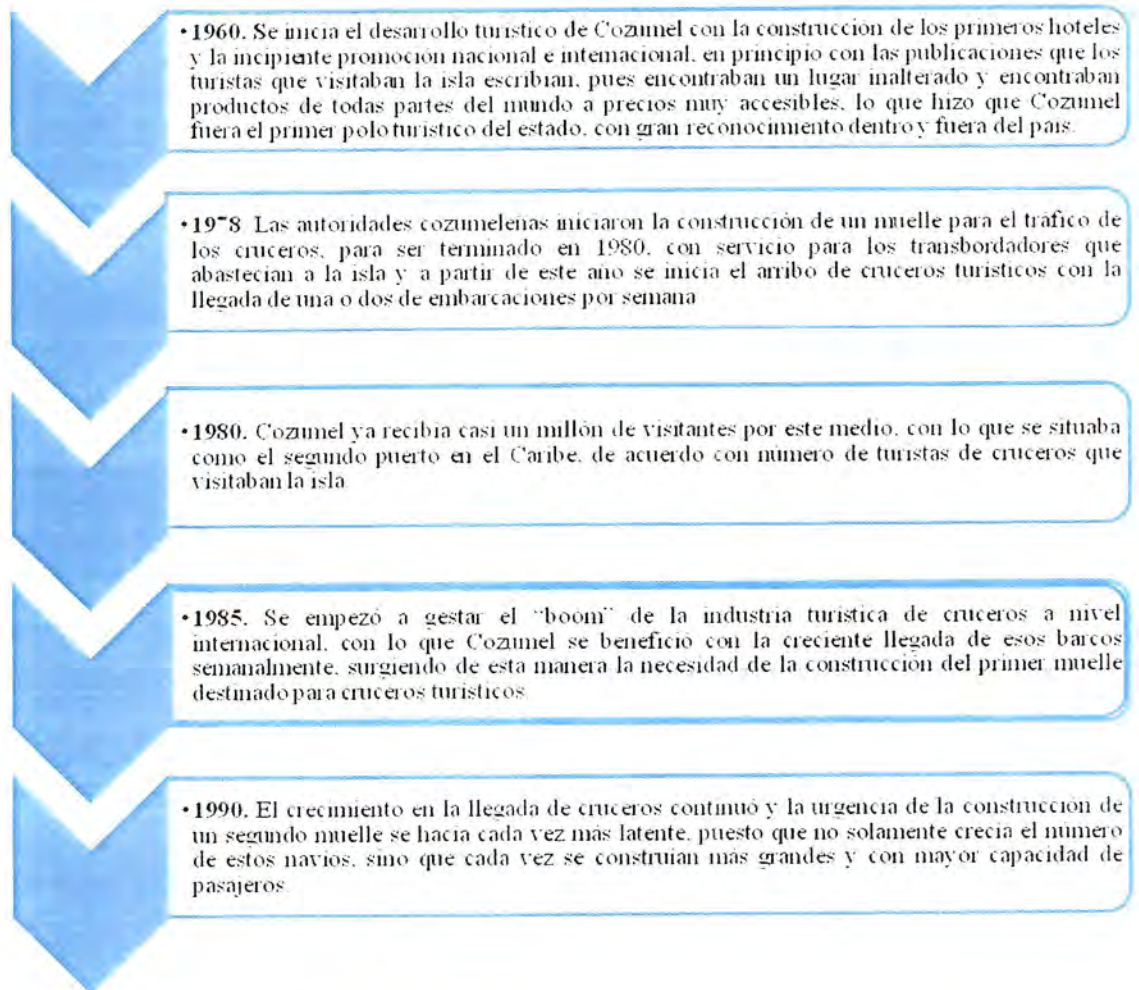 •1960. Se inicia el desarrollo turístico de Cozumel con la construcción de los primeros hoteles
y la incipiente promoción nacional e internacional, en principio con las publicaciones que los
turistas que visitaban la isla escribían, pues encontraban un lugar inalterado y encontraban
productos de todas partes del mundo a precios muy accesibles, lo que hizo que Cozumel
fuera el primer polo turístico del estado, con gran reconocimiento dentro y fuera del país.
•1978 Las autoridades cozumeleñas iniciaron la construcción de un muelle para el tráfico de
los cruceros, para ser terminado en 1980, con servicio para los transbordadores que
abastecían a la isla y a partir de este año se inicia el arribo de cruceros turísticos con la
llegada de una o dos de embarcaciones por semana
•1980. Cozumel ya recibía casi un millón de visitantes por este medio, con lo que se situaba
como el segundo puerto en el Caribe, de acuerdo con número de turistas de cruceros que
visitaban la isla
•1985. Se empezó a gestar el "boom" de la industria turística de cruceros a nivel
internacional, con lo que Cozumel se benefició con la creciente llegada de esos barcos
semanalmente, surgiendo de esta manera la necesidad de la construcción del primer muelle
destinado para cruceros turísticos
•1990. El crecimiento en la llegada de cruceros continuó y la urgencia de la construcción de
un segundo muelle se hacía cada vez más latente, puesto que no solamente crecía el número
de estos navíos, sino que cada vez se construían más grandes y con mayor capacidad de
pasajeros